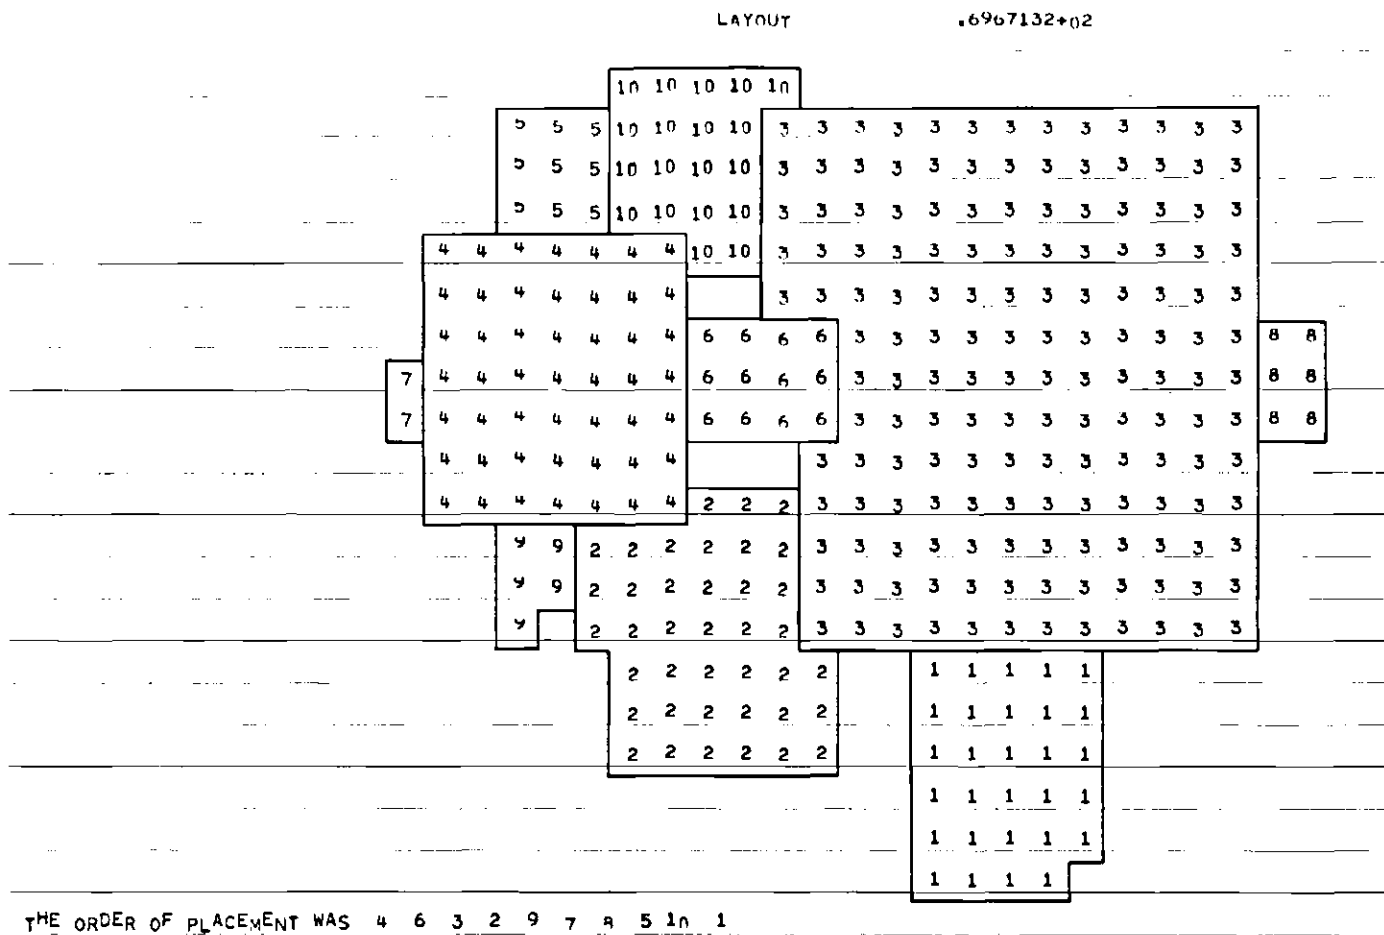 LAYOUT .6967132+02
10 10 10 10 10
5 5 5 10 10 10 10 3 3 3 3 3 3 3 3 3 3 3 3 3
5 5 5 10 10 10 10 3 3 3 3 3 3 3 3 3 3 3 3 3
5 5 5 10 10 10 10 3 3 3 3 3 3 3 3 3 3 3 3 3
4 4 4 4 4 4 4 10 10 3 3 3 3 3 3 3 3 3 3 3 3 3
4 4 4 4 4 4 4 3 3 3 3 3 3 3 3 3 3 3 3 3
4 4 4 4 4 4 4 6 6 6 6 3 3 3 3 3 3 3 3 3 3 3 8 8
7 4 4 4 4 4 4 4 6 6 6 6 3 3 3 3 3 3 3 3 3 3 3 8 8
7 4 4 4 4 4 4 4 6 6 6 6 3 3 3 3 3 3 3 3 3 3 3 8 8
4 4 4 4 4 4 4 3 3 3 3 3 3 3 3 3 3 3 3
4 4 4 4 4 4 4 2 2 2 3 3 3 3 3 3 3 3 3 3 3 3
9 9 2 2 2 2 2 2 3 3 3 3 3 3 3 3 3 3 3 3
9 9 2 2 2 2 2 2 3 3 3 3 3 3 3 3 3 3 3 3
9 2 2 2 2 2 2 3 3 3 3 3 3 3 3 3 3 3 3
2 2 2 2 2 2 1 1 1 1 1
2 2 2 2 2 2 1 1 1 1 1
2 2 2 2 2 2 1 1 1 1 1
1 1 1 1 1
1 1 1 1 1
1 1 1 1
THE ORDER OF PLACEMENT WAS 4 6 3 2 9 7 8 5 10 1